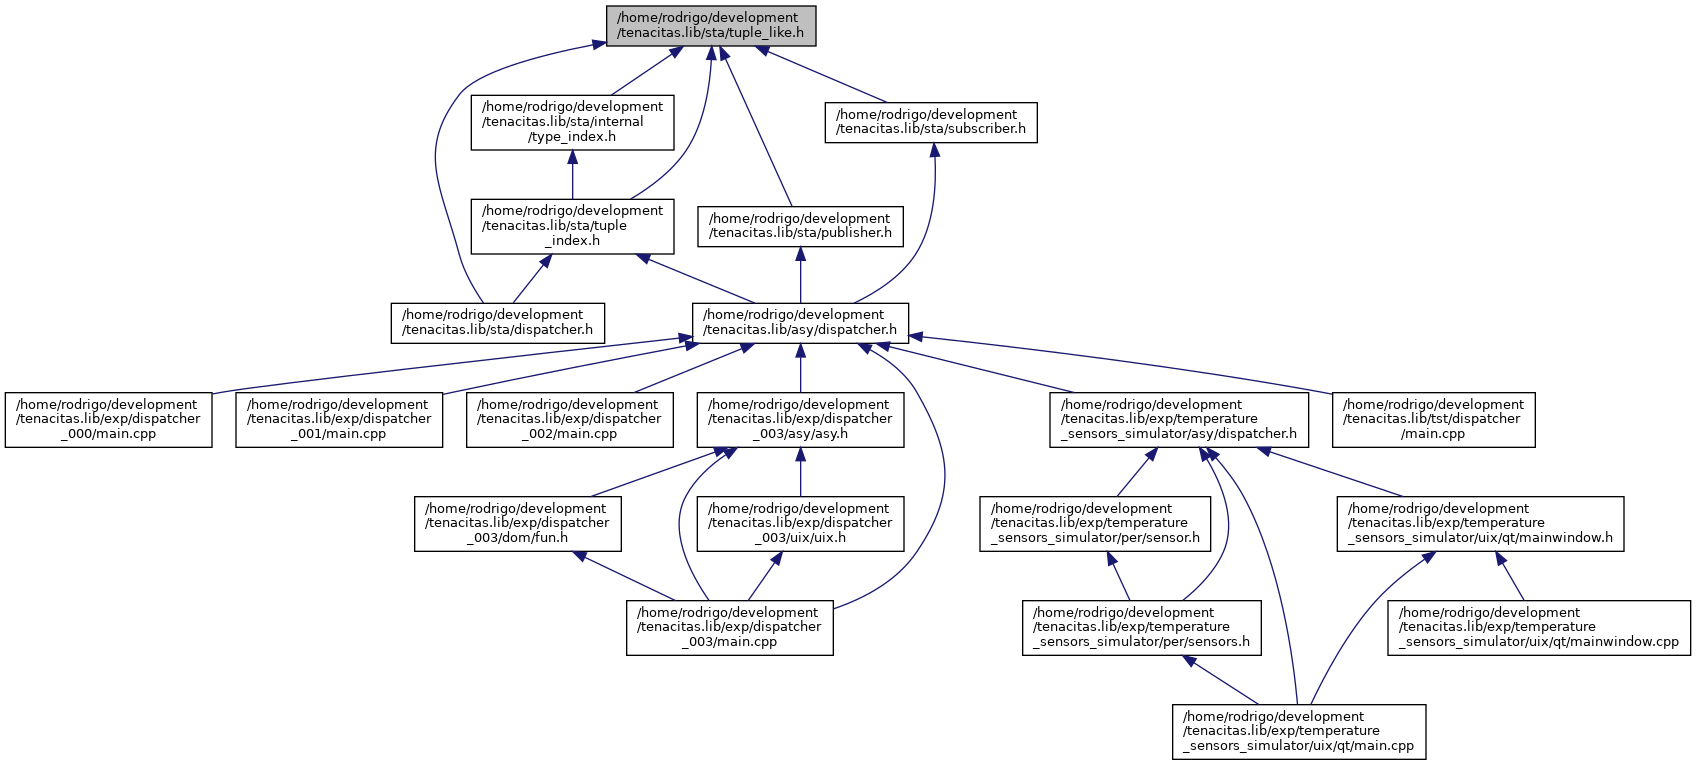 /home/rodrigo/development
/tenacitas.lib/sta/tuple_like.h
/home/rodrigo/development
/tenacitas.lib/sta/internal
/type_index.h
/home/rodrigo/development
/tenacitas.lib/sta/subscriber.h
/home/rodrigo/development
/tenacitas.lib/sta/tuple
_index.h
/home/rodrigo/development
/tenacitas.lib/sta/publisher.h
/home/rodrigo/development
/tenacitas.lib/sta/dispatcher.h
/home/rodrigo/development
/tenacitas.lib/asy/dispatcher.h
/home/rodrigo/development
/tenacitas.lib/exp/dispatcher
_000/main.cpp
/home/rodrigo/development
/tenacitas.lib/exp/dispatcher
_001/main.cpp
/home/rodrigo/development
/tenacitas.lib/exp/dispatcher
_002/main.cpp
/home/rodrigo/development
/tenacitas.lib/exp/dispatcher
_003/asy/asy.h
/home/rodrigo/development
/tenacitas.lib/exp/temperature
_sensors_simulator/asy/dispatcher.h
/home/rodrigo/development
/tenacitas.lib/tst/dispatcher
/main.cpp
/home/rodrigo/development
/tenacitas.lib/exp/dispatcher
_003/dom/fun.h
/home/rodrigo/development
/tenacitas.lib/exp/dispatcher
_003/uix/uix.h
/home/rodrigo/development
/tenacitas.lib/exp/temperature
_sensors_simulator/per/sensor.h
/home/rodrigo/development
/tenacitas.lib/exp/temperature
_sensors_simulator/uix/qt/mainwindow.h
/home/rodrigo/development
/tenacitas.lib/exp/dispatcher
_003/main.cpp
/home/rodrigo/development
/tenacitas.lib/exp/temperature
_sensors_simulator/per/sensors.h
/home/rodrigo/development
/tenacitas.lib/exp/temperature
_sensors_simulator/uix/qt/mainwindow.cpp
/home/rodrigo/development
/tenacitas.lib/exp/temperature
_sensors_simulator/uix/qt/main.cpp